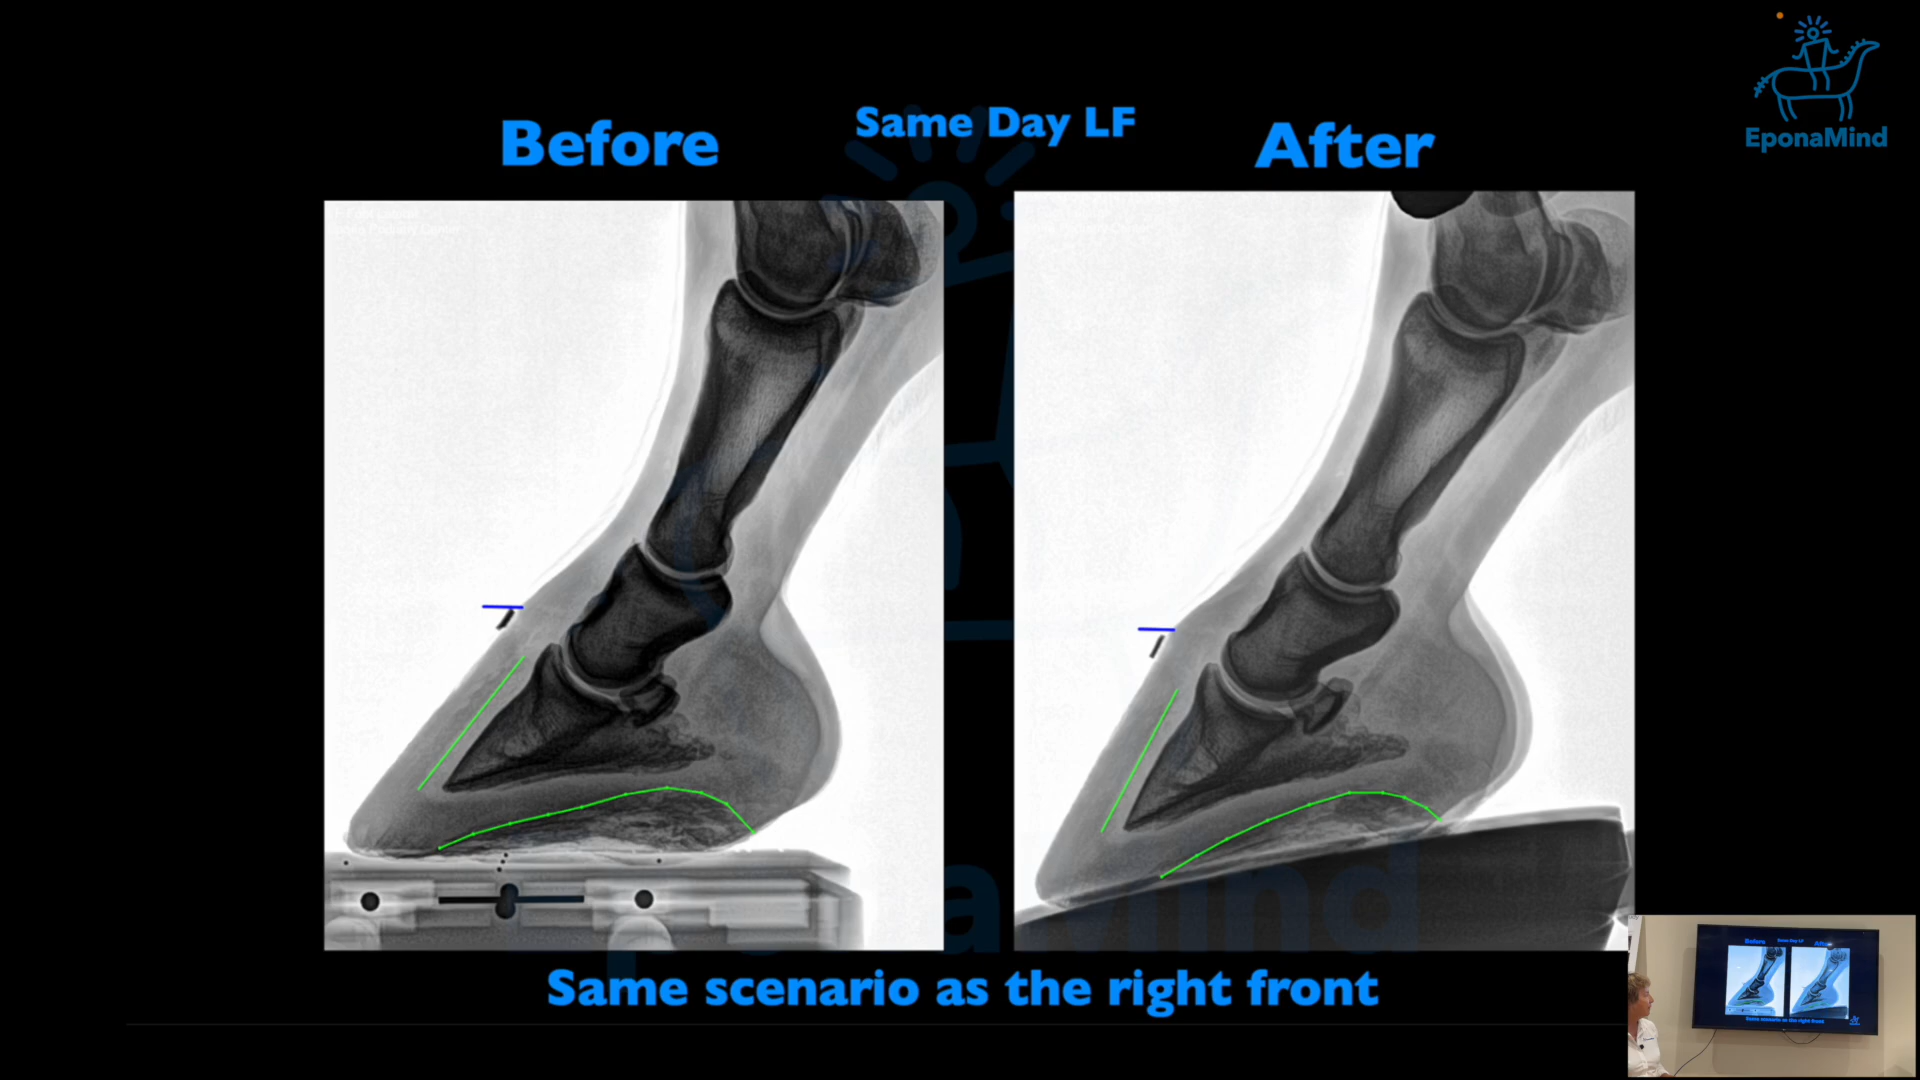 Same Day LF
Before
After
EponaMind
Same scenario as the right front